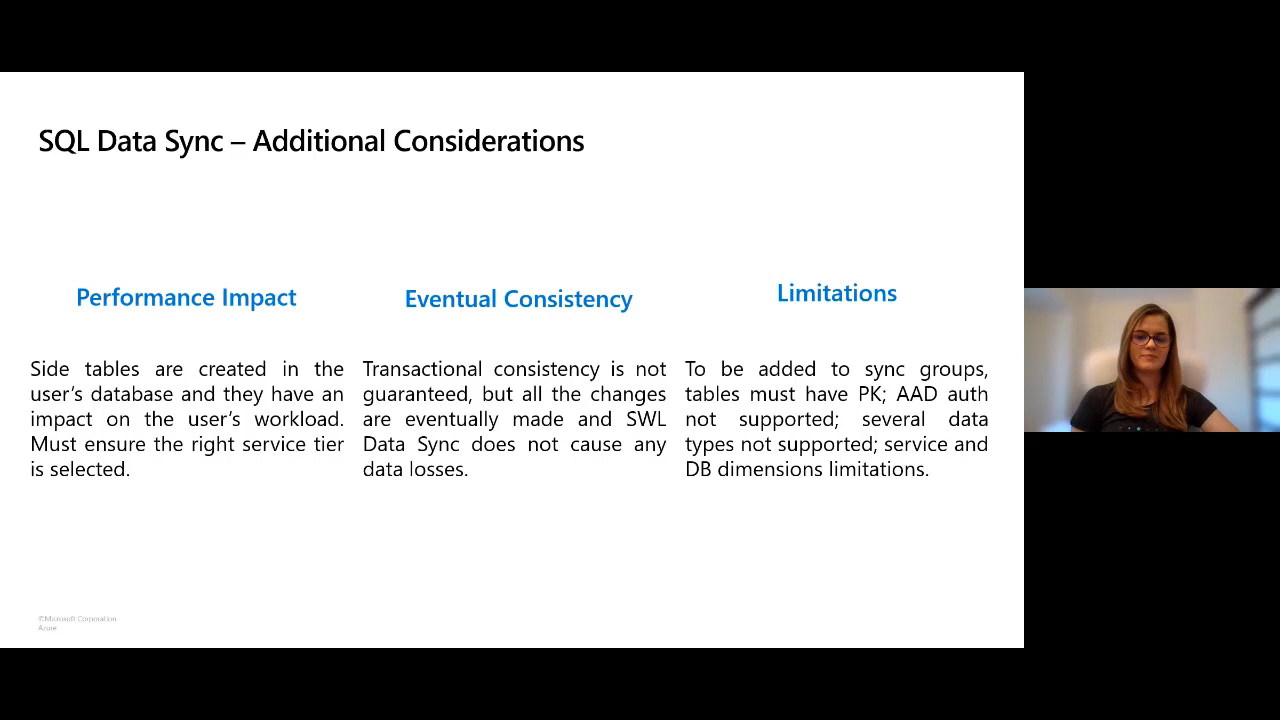 SQL Data Sync – Additional Considerations
Performance Impact
Side tables are created in the
user’s database and they have an
impact on the user’s workload.
Must ensure the right service tier
is selected.
Eventual Consistency
Transactional consistency is not
guaranteed, but all the changes
are eventually made and SWL
Data Sync does not cause any
data losses.
Limitations
To be added to sync groups,
tables must have PK; AAD auth
not supported; several data
types not supported; service and
DB dimensions limitations.
©Microsoft Corporation
Azure